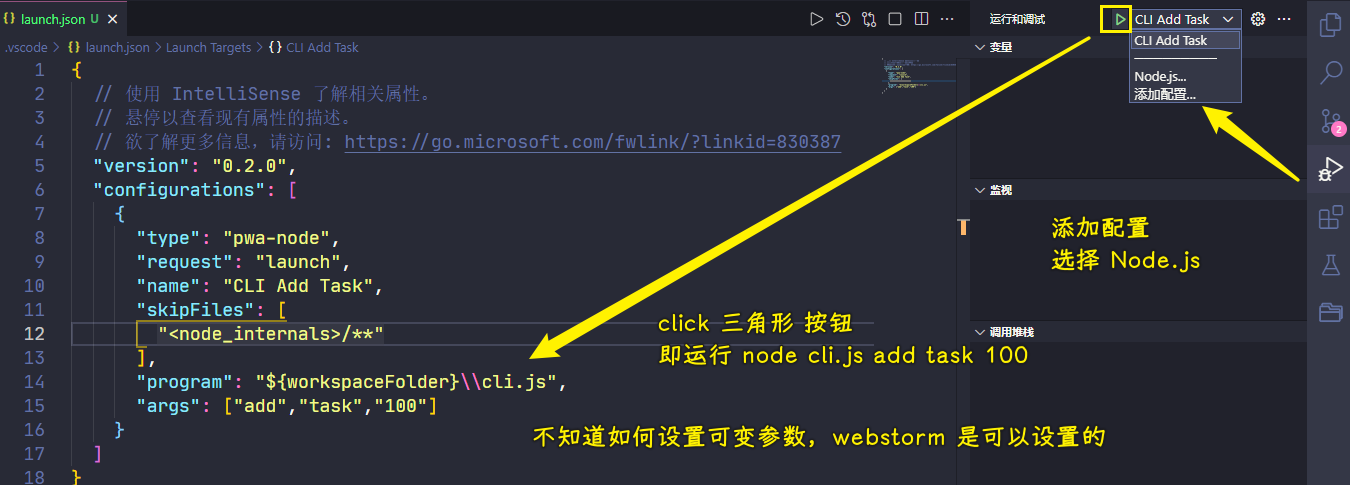 launch.json U
运行和调试
CLI Add Task
.vscode > launch.json > Launch Targets > CLI Add Task
变量
CLI Add Task
Node.js...
添加配置...
1 {
2 // 使用 IntelliSense 了解相关属性。
3 // 悬停以查看现有属性的描述。
4 // 欲了解更多信息，请访问: https://go.microsoft.com/fwlink/?linkid=830387
5 "version": "0.2.0",
6 "configurations": [
7 {
8 "type": "pwa-node",
9 "request": "launch",
10 "name": "CLI Add Task",
11 "skipFiles": [
12 "<node_internals>/**"
13 ],
14 "program": "${workspaceFolder}\\cli.js",
15 "args": ["add","task","100"]
16 }
17 ]
18 }
2
监视
添加配置
选择 Node.js
调用堆栈
click 三角形 按钮
即运行 node cli.js add task 100
不知道如何设置可变参数，webstorm 是可以设置的